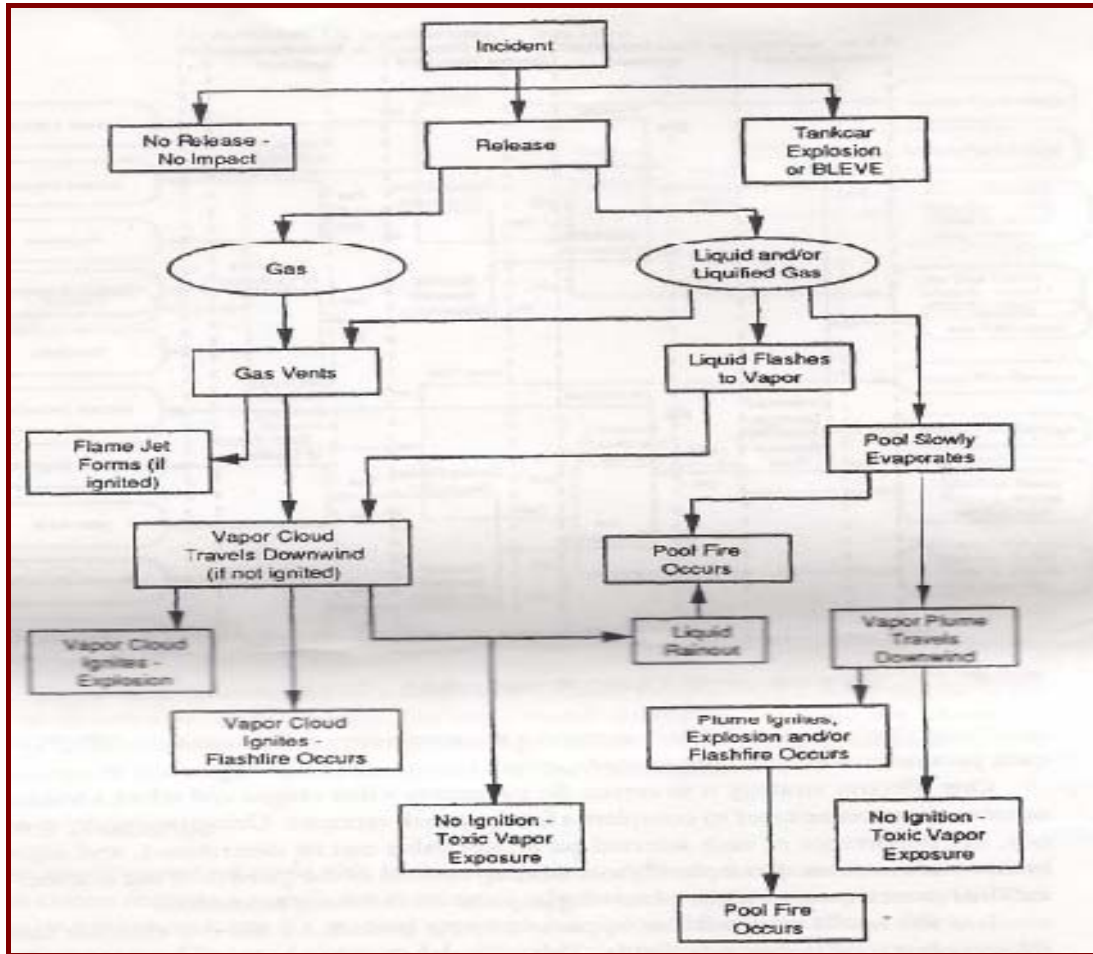 Incident
No Release -
No Impact
Release
Tankcar
Explosion
or BLEVE
Gas
Liquid and/or
Liquified Gas
Gas Vents
Liquid Flashes
to Vapor
Flame Jet
Forms (if
ignited)
Pool Slowly
Evaporates
Vapor Cloud
Travels Downwind
(if not ignited)
Pool Fire
Occurs
Vapor Cloud
Ignites -
Explosion
Liquid
Rainout
Vapor Plume
Travels
Downwind
Vapor Cloud
Ignites -
Flashfire Occurs
Plume Ignites,
Explosion and/or
Flashfire Occurs
No Ignition -
Toxic Vapor
Exposure
No Ignition -
Toxic Vapor
Exposure
Pool Fire
Occurs